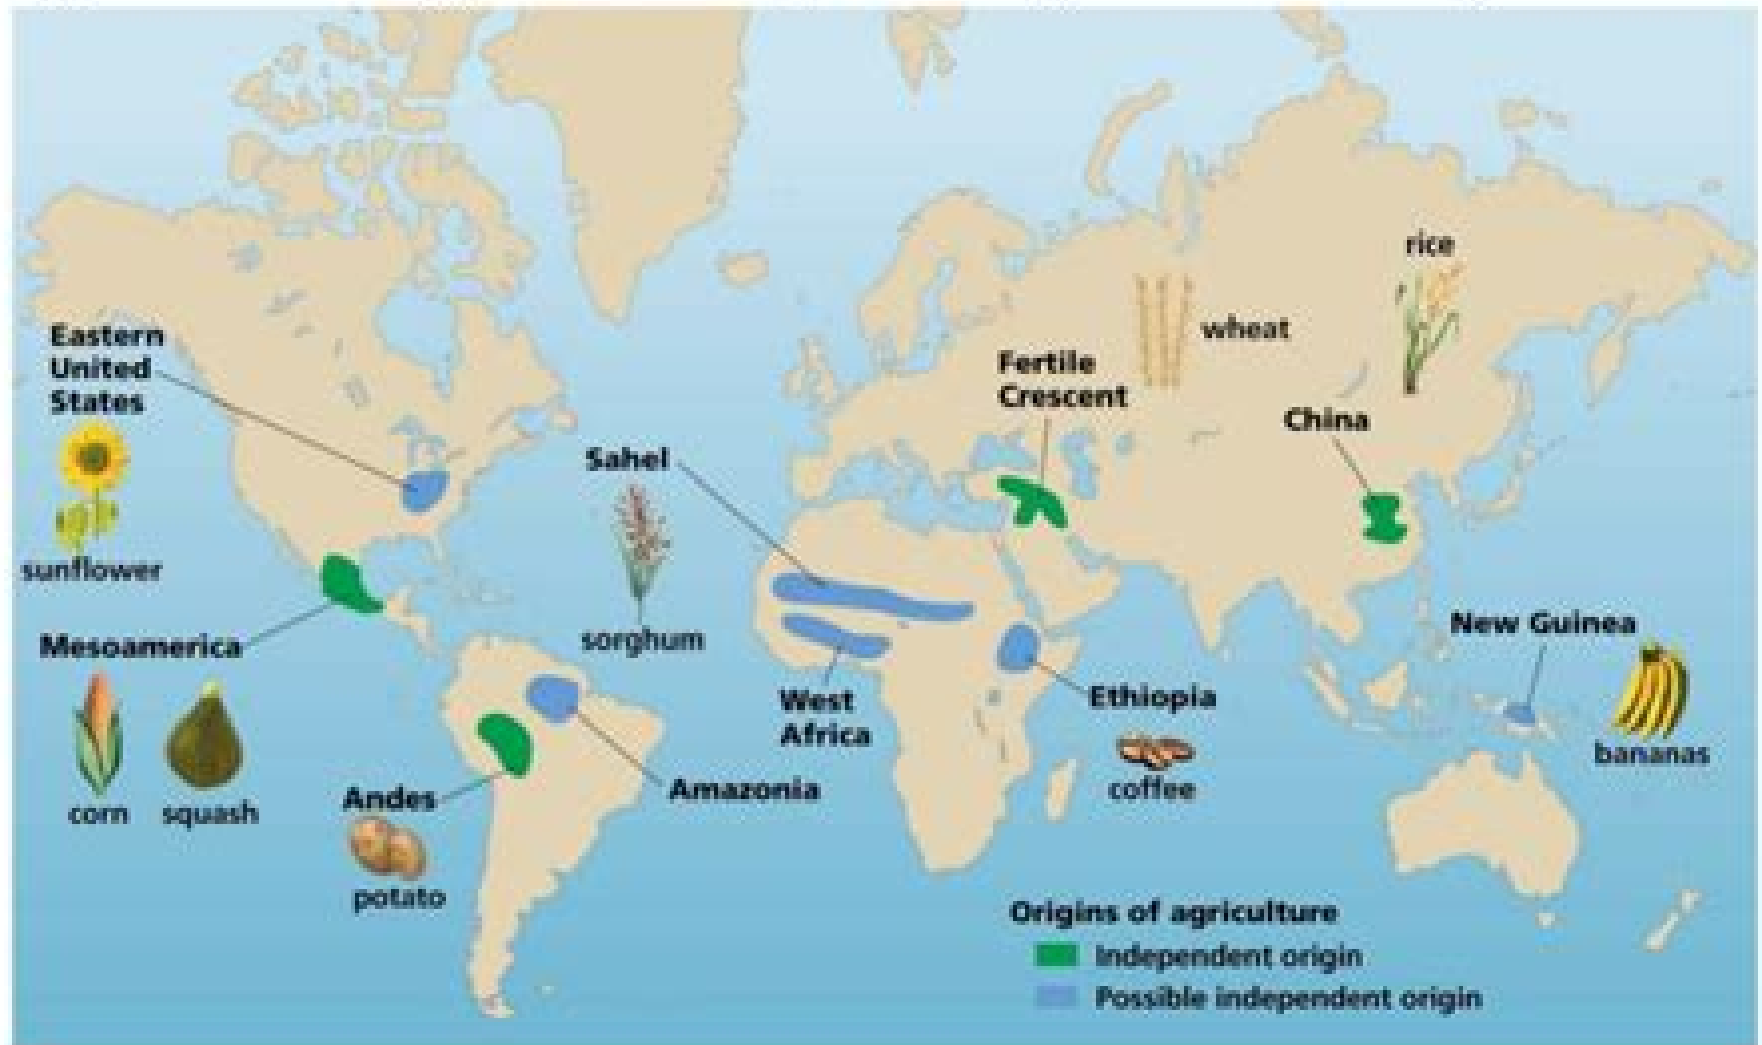 rice
wheat
Eastern
United
States
Fertile
Crescent
China
Sahel
sunflower
sorghum
New Guinea
Mesoamerica
West
Africa
Ethiopia
bananas
coffee
Amazonia
Andes
corn
squash
potato
Origins of agriculture
Independent origin
Possible independent origin